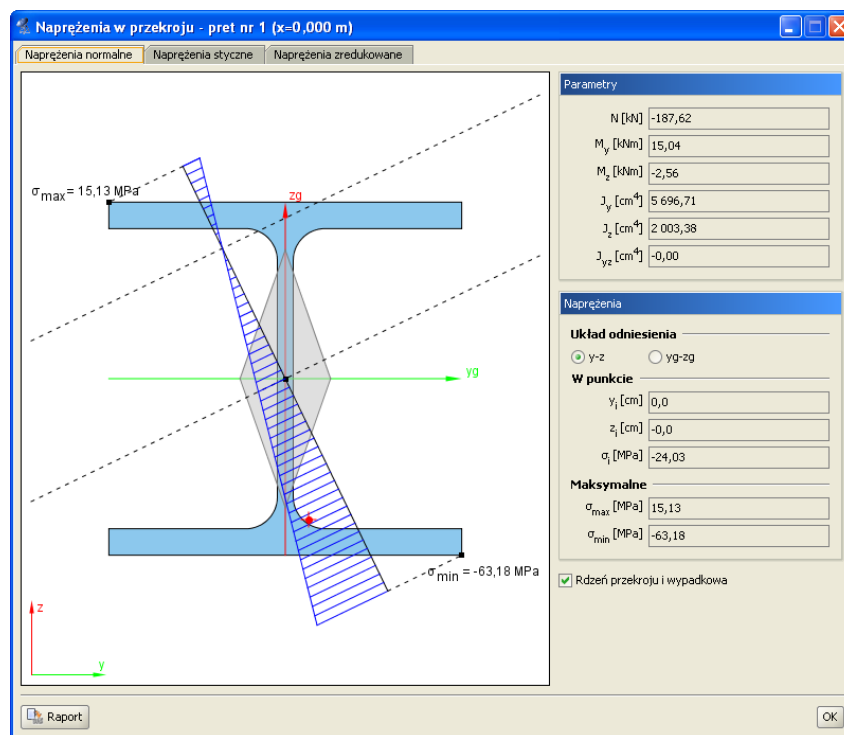 Naprężenia w przekroju - pret nr 1 (x=0,000 m)
Naprężenia normalne Naprężenia styczne Naprężenia zredukowane
σmax = 15,13 MPa
zg
yg
σmin = -63,18 MPa
z
y
Parametry
N [kN] -187,62
My [kNm] 15,04
Mz [kNm] -2,56
Jy [cm⁴] 5 696,71
Jz [cm⁴] 2 003,38
Jyz [cm⁴] -0,00
Naprężenia
Układ odniesienia
y-z yg-zg
W punkcie
yi [cm] 0,0
zi [cm] -0,0
σi [MPa] -24,03
Maksymalne
σmax [MPa] 15,13
σmin [MPa] -63,18
Rdzeń przekroju i wypadkowa
Raport
OK